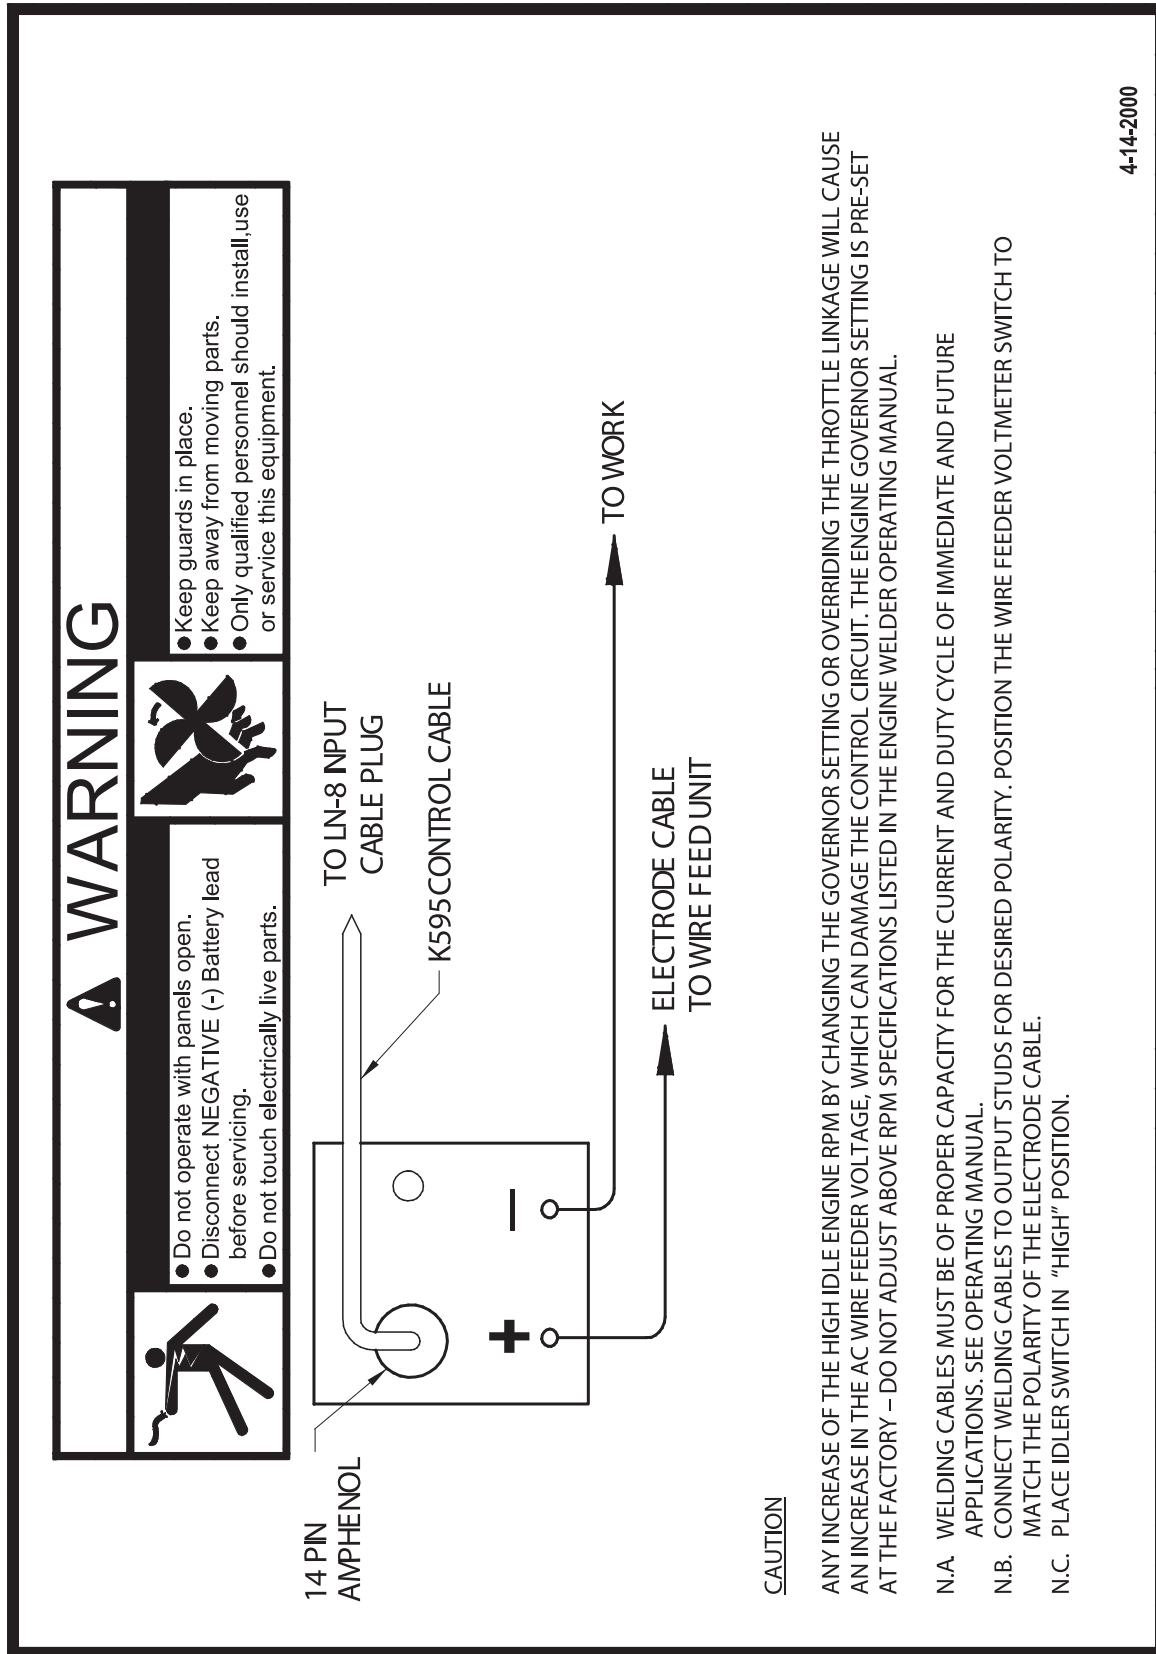 WARNING
● Do not operate with panels open.
● Disconnect NEGATIVE (-) Battery lead
before servicing.
● Do not touch electrically live parts.
● Keep guards in place.
● Keep away from moving parts.
● Only qualified personnel should install,use
or service this equipment.
14 PIN
AMPHENOL
TO LN-8 INPUT
CABLE PLUG
K595 CONTROL CABLE
+
−
ELECTRODE CABLE
TO WIRE FEED UNIT
TO WORK
CAUTION
ANY INCREASE OF THE HIGH IDLE ENGINE RPM BY CHANGING THE GOVERNOR SETTING OR OVERRIDING THE THROTTLE LINKAGE WILL CAUSE
AN INCREASE IN THE AC WIRE FEEDER VOLTAGE, WHICH CAN DAMAGE THE CONTROL CIRCUIT. THE ENGINE GOVERNOR SETTING IS PRE-SET
AT THE FACTORY – DO NOT ADJUST ABOVE RPM SPECIFICATIONS LISTED IN THE ENGINE WELDER OPERATING MANUAL.
N.A. WELDING CABLES MUST BE OF PROPER CAPACITY FOR THE CURRENT AND DUTY CYCLE OF IMMEDIATE AND FUTURE
APPLICATIONS. SEE OPERATING MANUAL.
N.B. CONNECT WELDING CABLES TO OUTPUT STUDS FOR DESIRED POLARITY. POSITION THE WIRE FEEDER VOLTMETER SWITCH TO
MATCH THE POLARITY OF THE ELECTRODE CABLE.
N.C. PLACE IDLER SWITCH IN "HIGH" POSITION.
4-14-2000